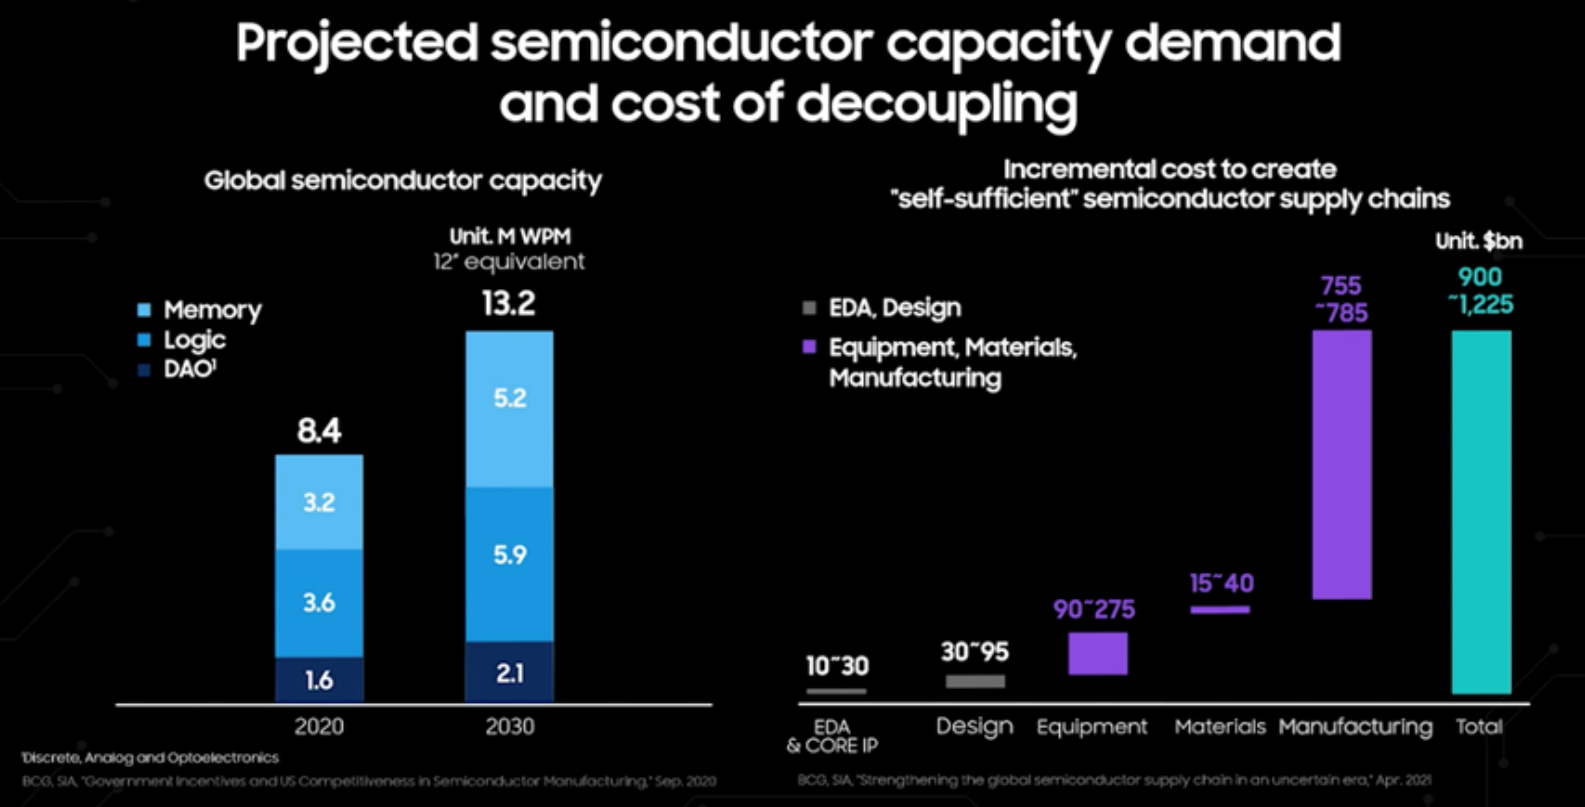 Projected semiconductor capacity demand
and cost of decoupling
Global semiconductor capacity
Unit. M WPM
12" equivalent
Memory
Logic
DAO¹
8.4
3.2
3.6
1.6
13.2
5.2
5.9
2.1
2020
2030
¹Discrete, Analog and Optoelectronics
BCG, SIA, "Government Incentives and US Competitiveness in Semiconductor Manufacturing," Sep. 2020
Incremental cost to create
"self-sufficient" semiconductor supply chains
Unit. $bn
EDA, Design
Equipment, Materials,
Manufacturing
10~30
30~95
90~275
15~40
755
~785
900
~1,225
EDA
& CORE IP
Design
Equipment
Materials
Manufacturing
Total
BCG, SIA, "Strengthening the global semiconductor supply chain in an uncertain era," Apr. 2021